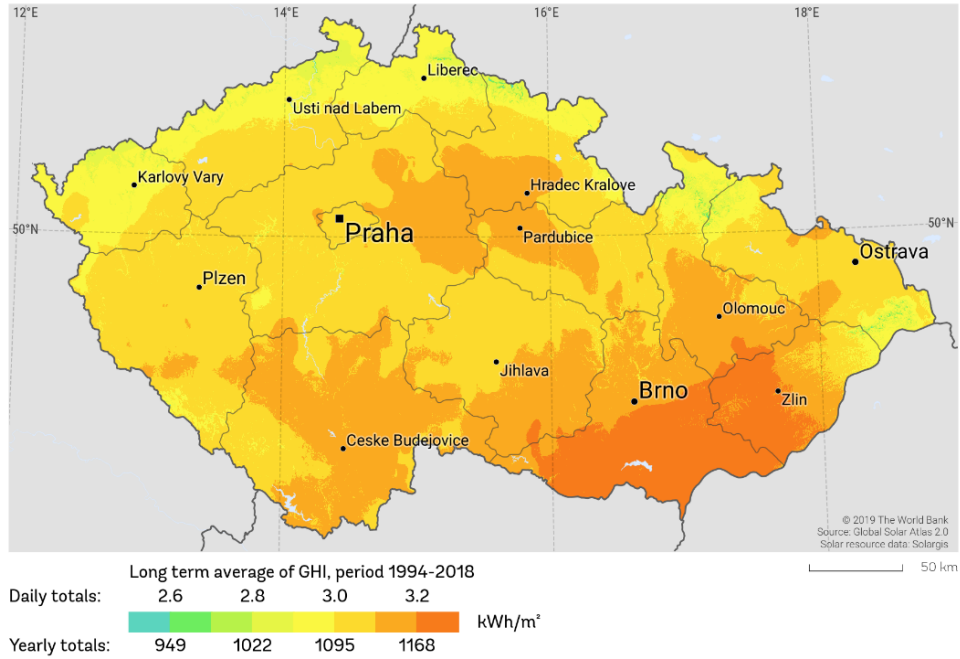 12°E 14°E 16°E 18°E
Liberec
Usti nad Labem
Karlovy Vary
Hradec Kralove
50°N 50°N
Praha
Pardubice
Ostrava
Plzen
Olomouc
Jihlava
Brno
Zlin
Ceske Budejovice
© 2019 The World Bank
Source: Global Solar Atlas 2.0
Solar resource data: Solargis
50 km
Long term average of GHI, period 1994-2018
Daily totals: 2.6 2.8 3.0 3.2
kWh/m²
Yearly totals: 949 1022 1095 1168